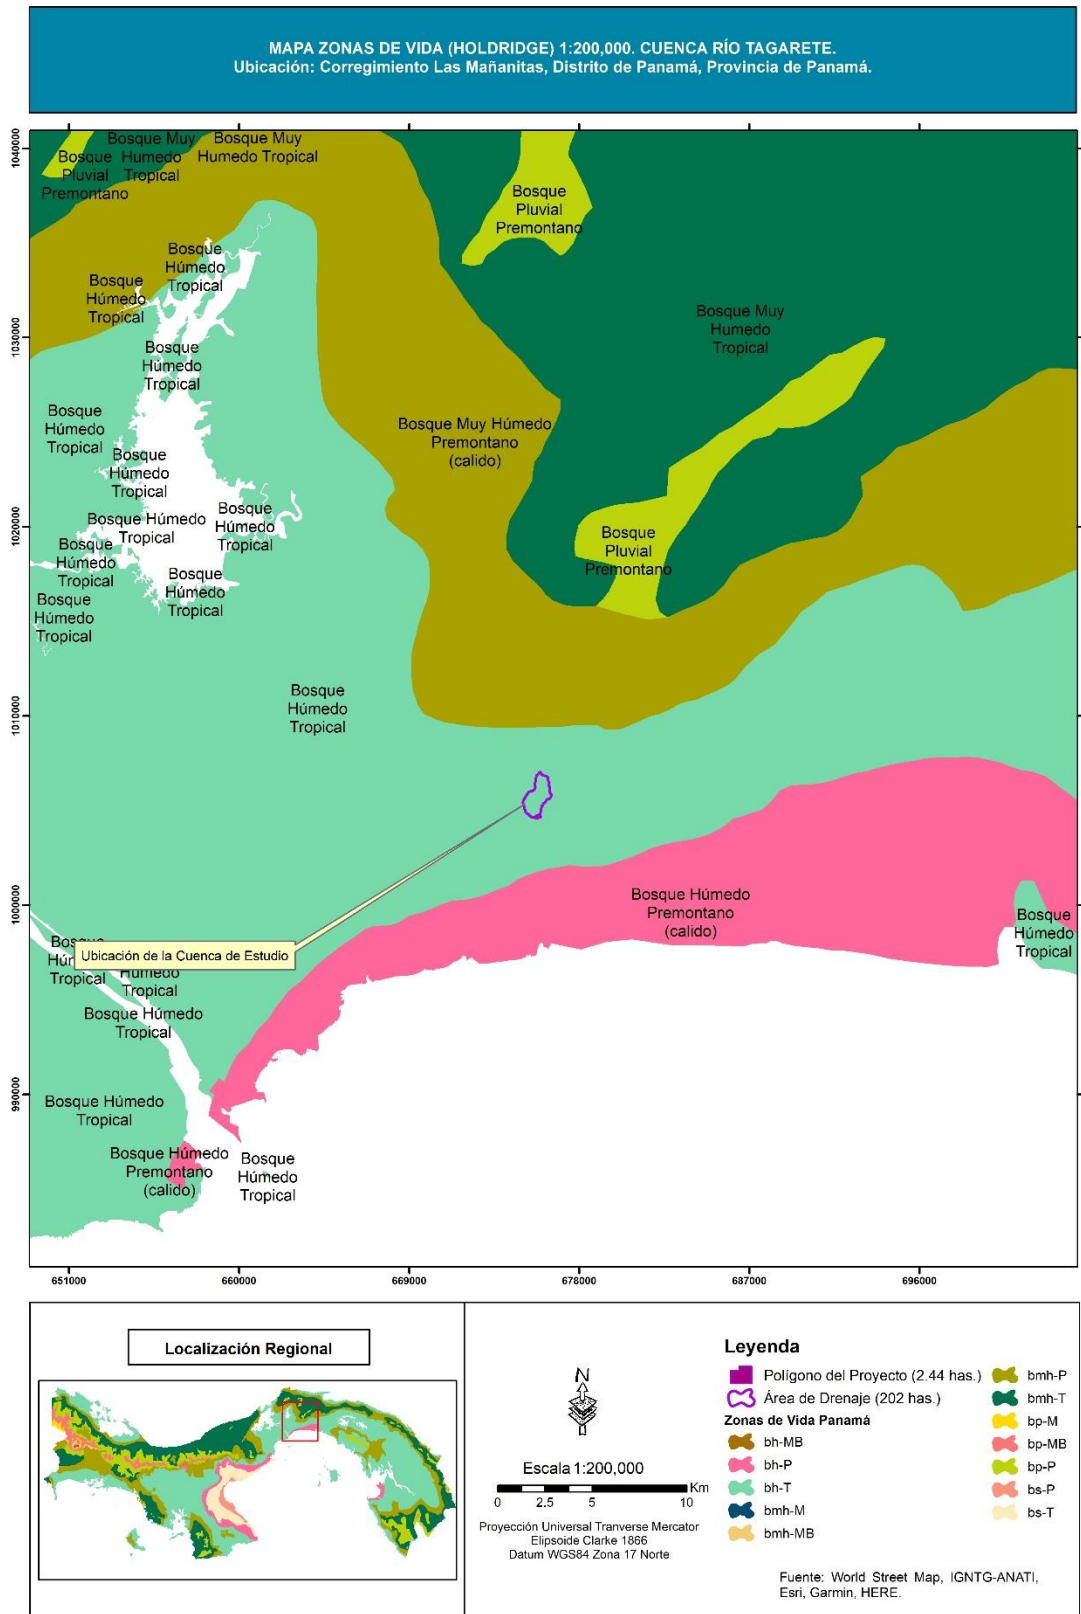 MAPA ZONAS DE VIDA (HOLDRIDGE) 1:200,000. CUENCA RÍO TAGARETE.
Ubicación: Corregimiento Las Mañanitas, Distrito de Panamá, Provincia de Panamá.
1040000
1030000
1020000
1010000
1000000
990000
Bosque
Pluvial
Premontano
Bosque Muy
Humedo
Tropical
Bosque Muy
Humedo Tropical
Bosque
Pluvial
Premontano
Bosque
Húmedo
Tropical
Bosque
Húmedo
Tropical
Bosque Muy
Humedo
Tropical
Bosque
Húmedo
Tropical
Bosque
Húmedo
Tropical
Bosque Muy Húmedo
Premontano
(calido)
Bosque
Húmedo
Tropical
Bosque Húmedo
Tropical
Bosque
Húmedo
Tropical
Bosque
Húmedo
Tropical
Bosque
Húmedo
Tropical
Bosque
Húmedo
Tropical
Bosque
Pluvial
Premontano
Bosque
Húmedo
Tropical
Bosque Húmedo
Premontano
(calido)
Bosque
Húmedo
Tropical
Ubicación de la Cuenca de Estudio
Tropical
Húmedo
Tropical
Bosque Húmedo
Tropical
Bosque Húmedo
Tropical
Bosque Húmedo
Premontano
(calido)
Bosque
Húmedo
Tropical
651000 660000 669000 678000 687000 696000
Localización Regional
N
Escala 1:200,000
0 2.5 5 10 Km
Proyección Universal Tranverse Mercator
Elipsoide Clarke 1866
Datum WGS84 Zona 17 Norte
Leyenda
Polígono del Proyecto (2.44 has.)
Área de Drenaje (202 has.)
Zonas de Vida Panamá
bh-MB
bh-P
bh-T
bmh-M
bmh-MB
bmh-P
bmh-T
bp-M
bp-MB
bp-P
bs-P
bs-T
Fuente: World Street Map, IGNTG-ANATI,
Esri, Garmin, HERE.